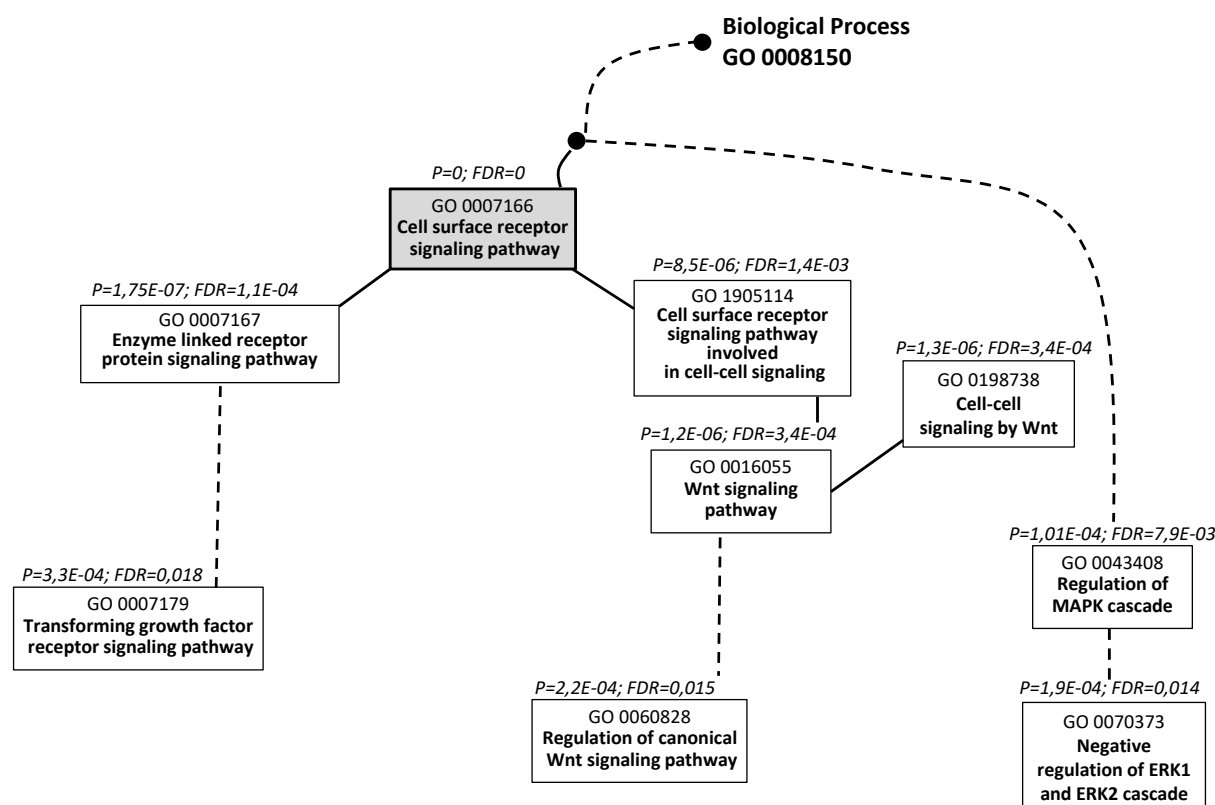 Biological Process
GO 0008150
P=0; FDR=0
GO 0007166
Cell surface receptor
signaling pathway
P=1,75E-07; FDR=1,1E-04
GO 0007167
Enzyme linked receptor
protein signaling pathway
P=8,5E-06; FDR=1,4E-03
GO 1905114
Cell surface receptor
signaling pathway
involved
in cell-cell signaling
P=1,3E-06; FDR=3,4E-04
GO 0198738
Cell-cell
signaling by Wnt
P=1,2E-06; FDR=3,4E-04
GO 0016055
Wnt signaling
pathway
P=1,01E-04; FDR=7,9E-03
GO 0043408
Regulation of
MAPK cascade
P=3,3E-04; FDR=0,018
GO 0007179
Transforming growth factor
receptor signaling pathway
P=2,2E-04; FDR=0,015
GO 0060828
Regulation of canonical
Wnt signaling pathway
P=1,9E-04; FDR=0,014
GO 0070373
Negative
regulation of ERK1
and ERK2 cascade